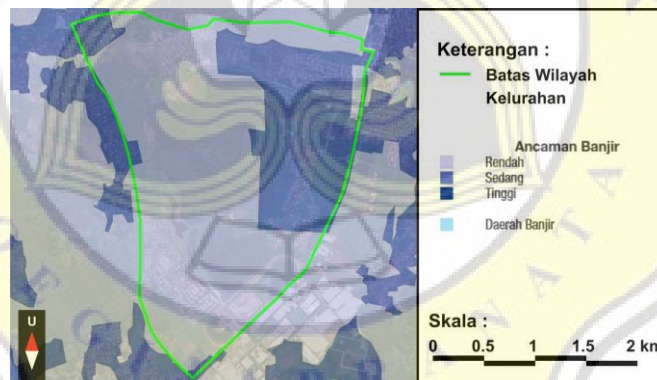 U
Keterangan :
Batas Wilayah
Kelurahan
Ancaman Banjir
Rendah
Sedang
Tinggi
Daerah Banjir
Skala :
0 0.5 1 1.5 2 km